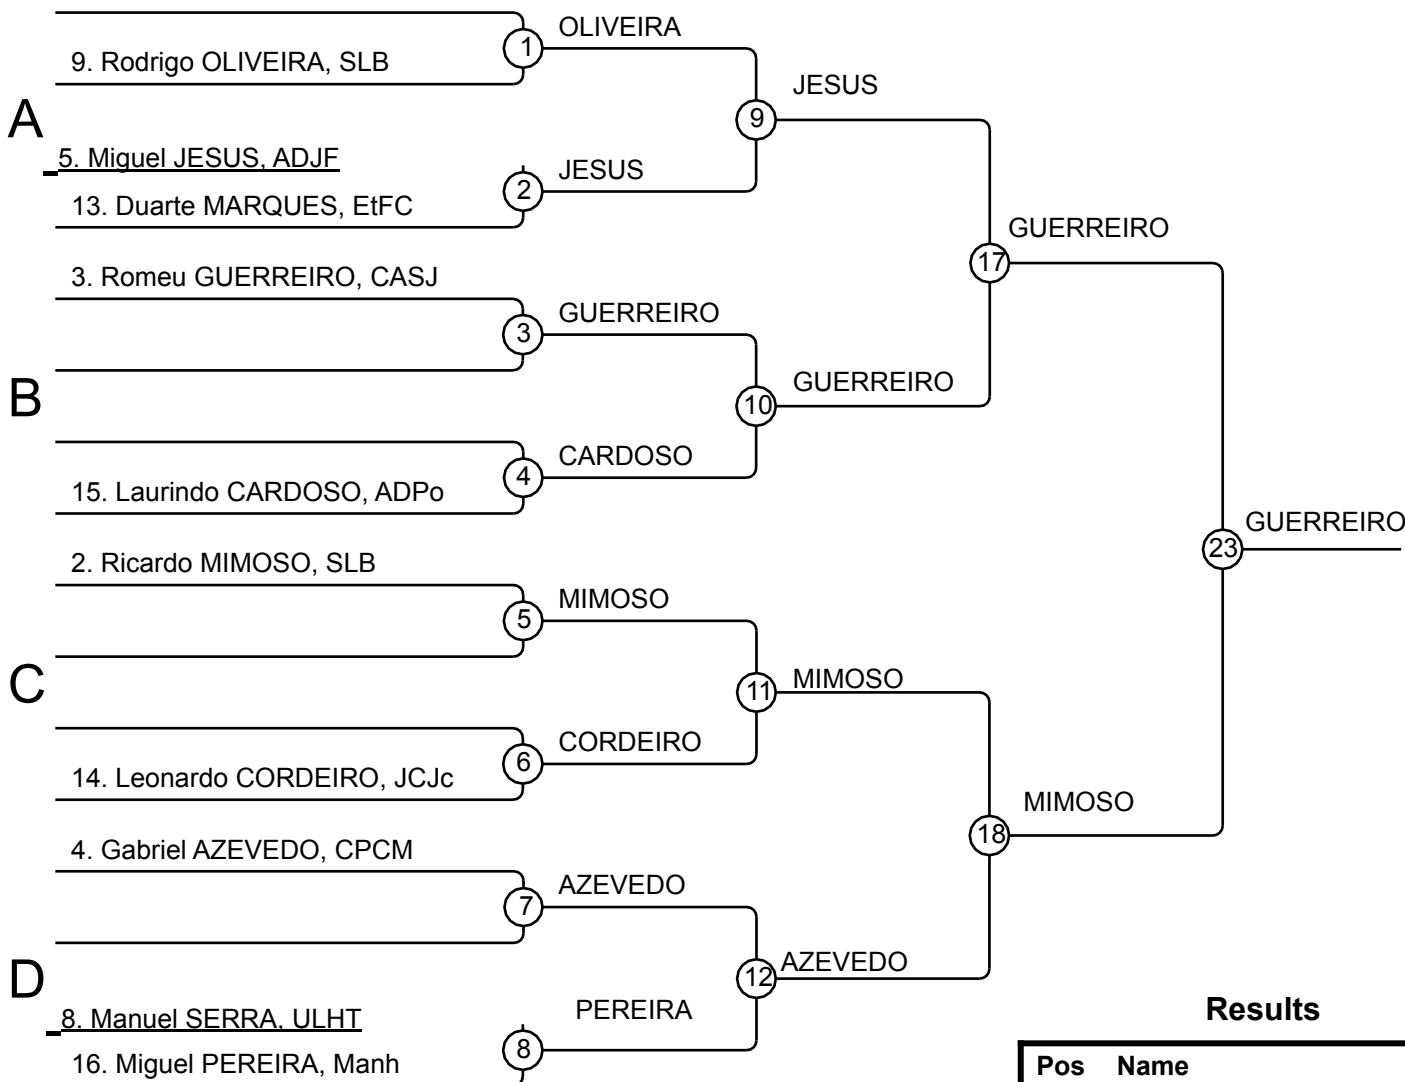 OLIVEIRA
1
9. Rodrigo OLIVEIRA, SLB
JESUS
A
9
5. Miguel JESUS, ADJF
JESUS
2
13. Duarte MARQUES, EtFC
GUERREIRO
17
3. Romeu GUERREIRO, CASJ
GUERREIRO
3
GUERREIRO
B
10
CARDOSO
4
15. Laurindo CARDOSO, ADPo
GUERREIRO
23
2. Ricardo MIMOSO, SLB
MIMOSO
5
C
MIMOSO
11
CORDEIRO
6
14. Leonardo CORDEIRO, JCJc
MIMOSO
18
4. Gabriel AZEVEDO, CPCM
AZEVEDO
7
D
AZEVEDO
12
8. Manuel SERRA, ULHT
PEREIRA
8
16. Miguel PEREIRA, Manh
Results
Pos Name